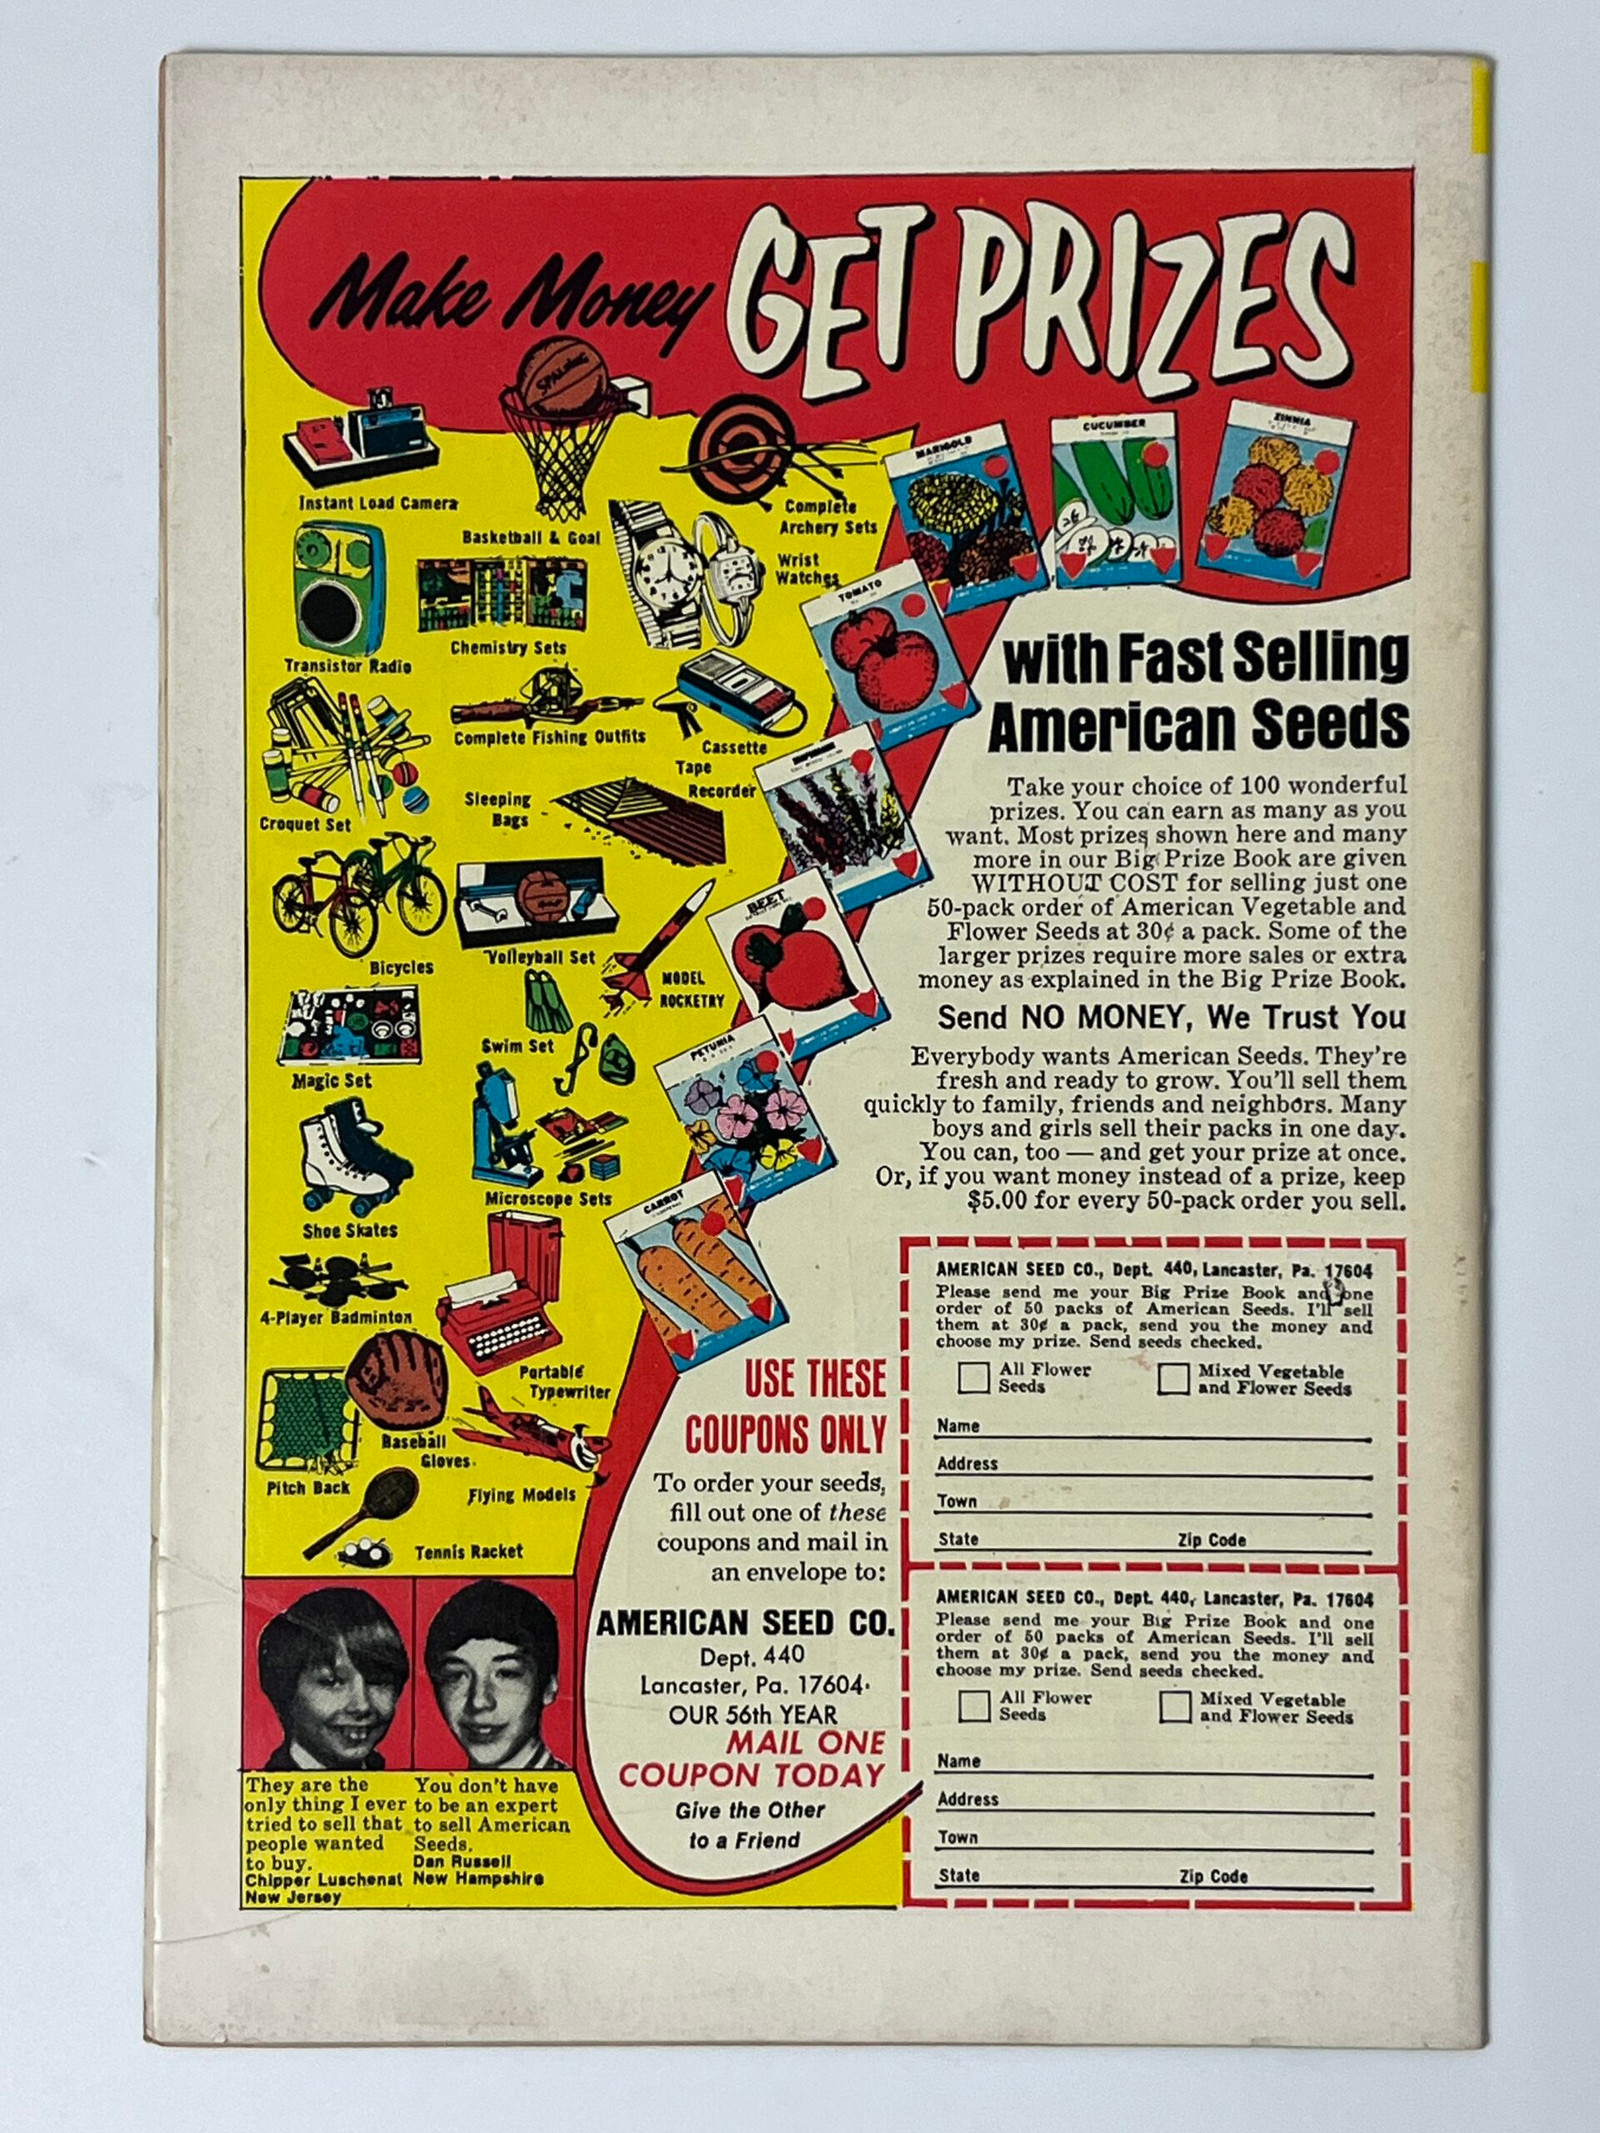 Make Money GET PRIZES
SPALDING
Instant Load Camera
Basketball & Goal
Complete
Archery Sets
Wrist
Watches
Transistor Radio
Chemistry Sets
Complete Fishing Outfits
Cassette
Tape
Recorder
Croquet Set
Sleeping
Bags
Bicycles
Volleyball Set
MODEL
ROCKETRY
Magic Set
Swim Set
Shoe Skates
Microscope Sets
4-Player Badminton
Portable
Typewriter
Pitch Back
Baseball
Gloves
Flying Models
Tennis Racket
MARIGOLD
CUCUMBER
ZINNIA
TOMATO
BEET
PETUNIA
CARROT
with Fast Selling
American Seeds
Take your choice of 100 wonderful
prizes. You can earn as many as you
want. Most prizes shown here and many
more in our Big Prize Book are given
WITHOUT COST for selling just one
50-pack order of American Vegetable and
Flower Seeds at 30¢ a pack. Some of the
larger prizes require more sales or extra
money as explained in the Big Prize Book.
Send NO MONEY, We Trust You
Everybody wants American Seeds. They're
fresh and ready to grow. You'll sell them
quickly to family, friends and neighbors. Many
boys and girls sell their packs in one day.
You can, too — and get your prize at once.
Or, if you want money instead of a prize, keep
$5.00 for every 50-pack order you sell.
USE THESE
COUPONS ONLY
To order your seeds,
fill out one of these
coupons and mail in
an envelope to:
AMERICAN SEED CO.
Dept. 440
Lancaster, Pa. 17604
OUR 56th YEAR
MAIL ONE
COUPON TODAY
Give the Other
to a Friend
They are the
only thing I ever
tried to sell that
people wanted
to buy.
Chipper Luschenat
New Jersey
You don't have
to be an expert
to sell American
Seeds.
Dan Russell
New Hampshire
AMERICAN SEED CO., Dept. 440, Lancaster, Pa. 17604
Please send me your Big Prize Book and one
order of 50 packs of American Seeds. I'll sell
them at 30¢ a pack, send you the money and
choose my prize. Send seeds checked.
All Flower
Seeds
Mixed Vegetable
and Flower Seeds
Name
Address
Town
State Zip Code
AMERICAN SEED CO., Dept. 440, Lancaster, Pa. 17604
Please send me your Big Prize Book and one
order of 50 packs of American Seeds. I'll sell
them at 30¢ a pack, send you the money and
choose my prize. Send seeds checked.
All Flower
Seeds
Mixed Vegetable
and Flower Seeds
Name
Address
Town
State Zip Code